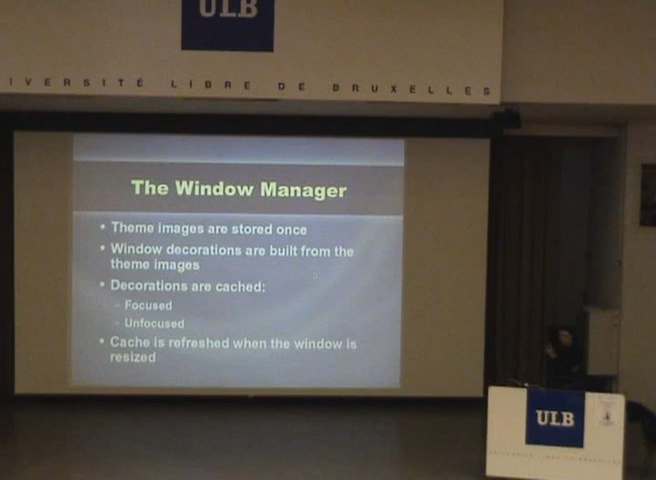 ULB
UNIVERSITÉ LIBRE DE BRUXELLES
The Window Manager
• Theme images are stored once
• Window decorations are built from the
theme images
• Decorations are cached:
– Focused
– Unfocused
• Cache is refreshed when the window is
resized
ULB